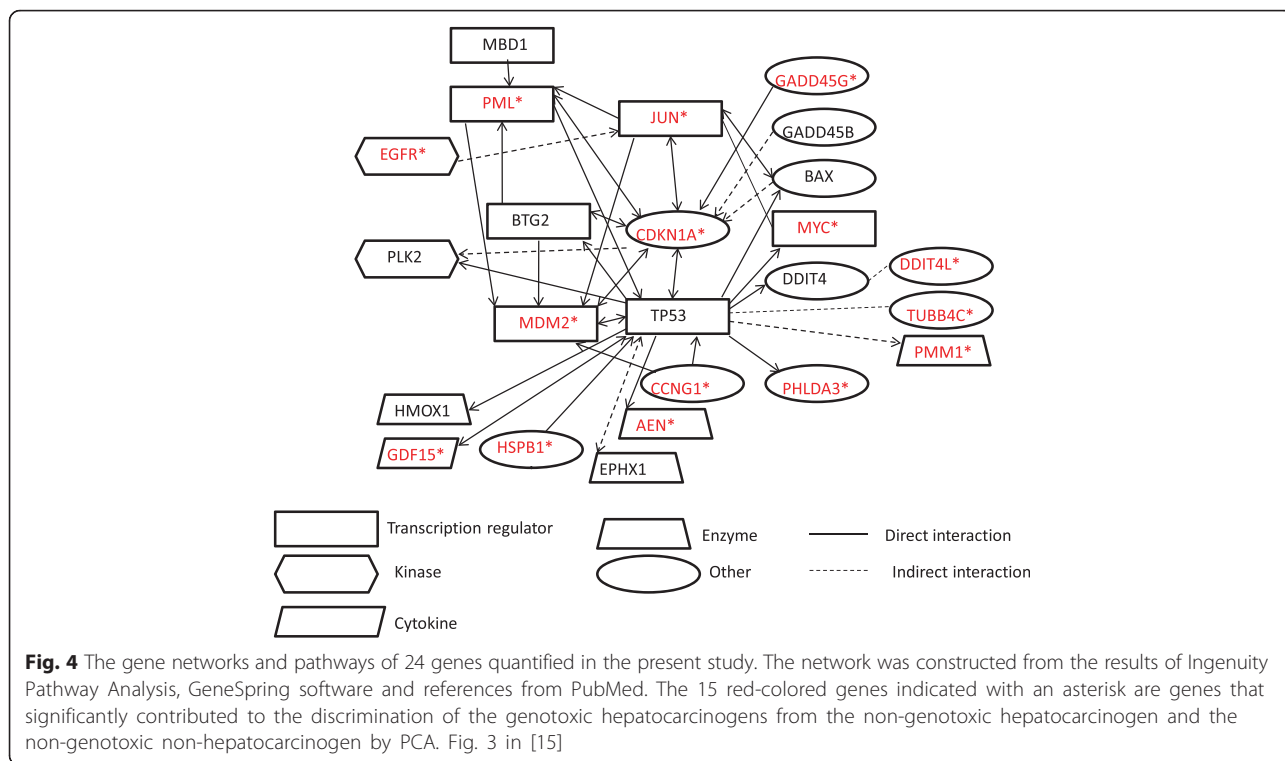 MBD1
GADD45G*
PML*
JUN*
GADD45B
EGFR*
BAX
BTG2
CDKN1A*
MYC*
PLK2
DDIT4
DDIT4L*
MDM2*
TP53
TUBB4C*
PMM1*
CCNG1*
PHLDA3*
HMOX1
AEN*
GDF15*
HSPB1*
EPHX1
Transcription regulator
Enzyme
Direct interaction
Kinase
Other
Indirect interaction
Cytokine
Fig. 4 The gene networks and pathways of 24 genes quantified in the present study. The network was constructed from the results of Ingenuity
Pathway Analysis, GeneSpring software and references from PubMed. The 15 red-colored genes indicated with an asterisk are genes that
significantly contributed to the discrimination of the genotoxic hepatocarcinogens from the non-genotoxic hepatocarcinogen and the
non-genotoxic non-hepatocarcinogen by PCA. Fig. 3 in [15]